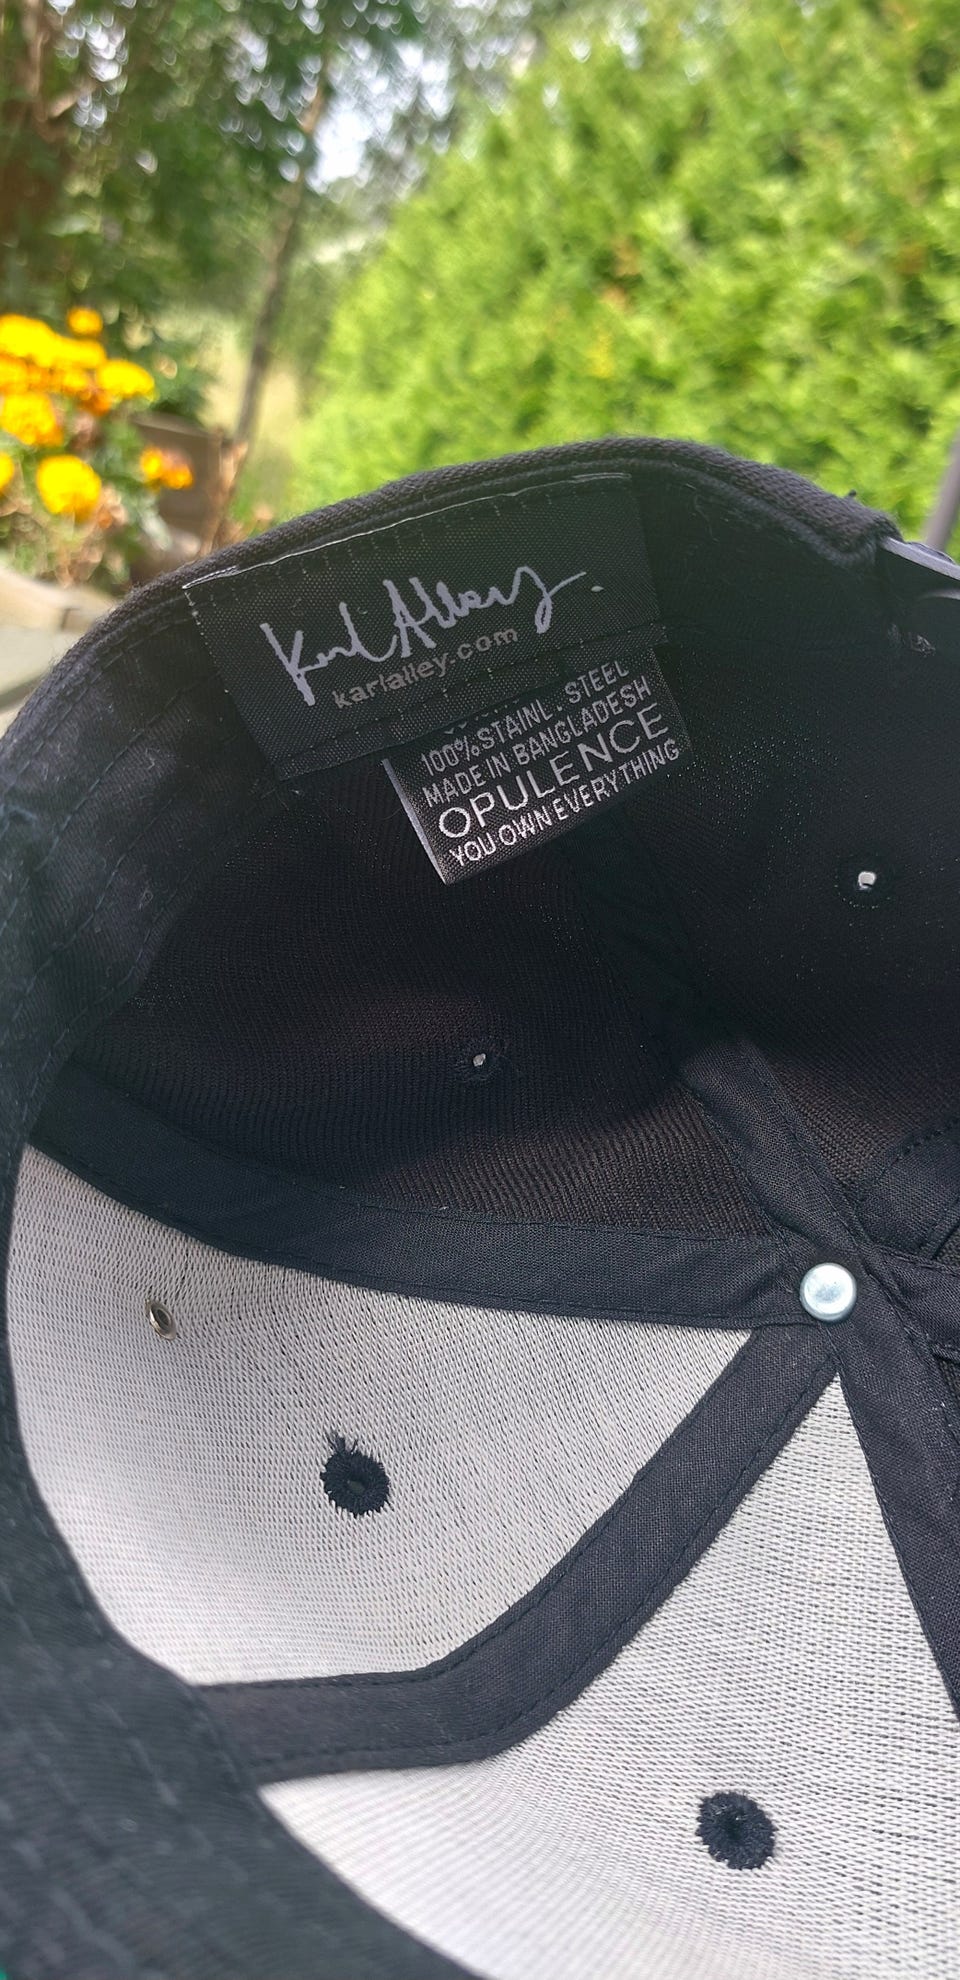 Karl Alley.
karlalley.com
100% STAINL. STEEL
MADE IN BANGLADESH
OPULENCE
YOU OWN EVERYTHING